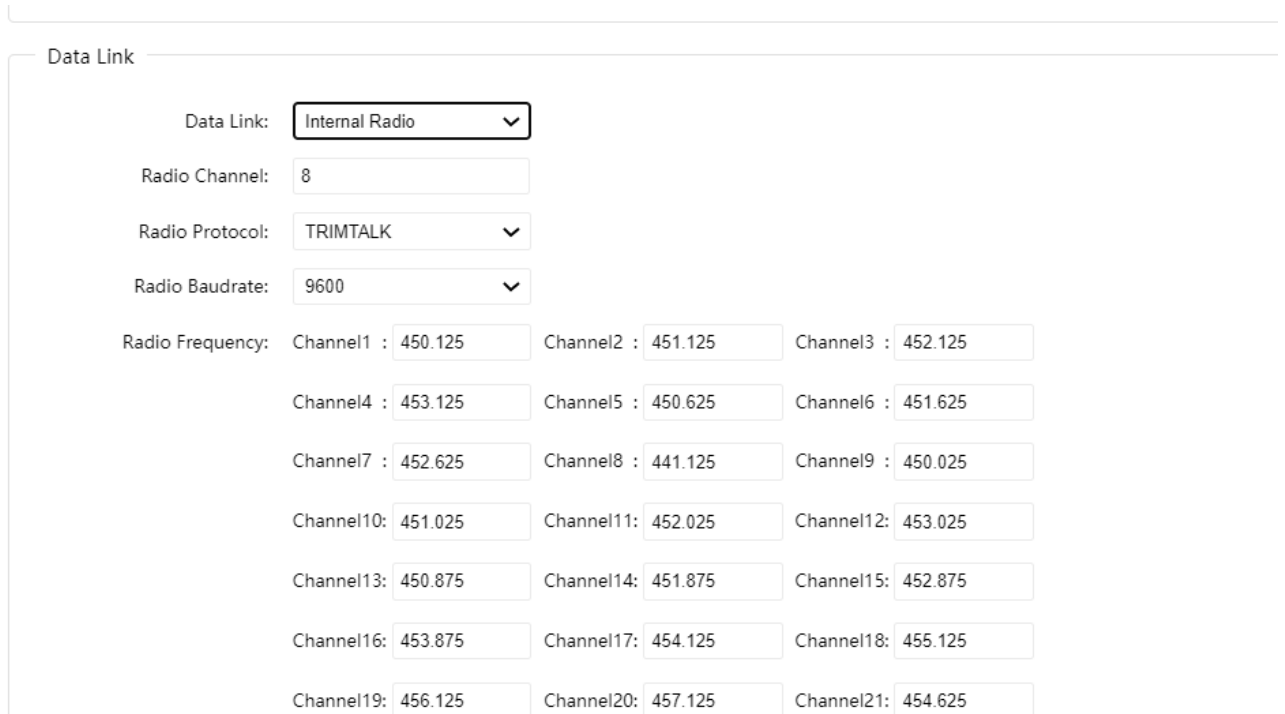 Data Link
Data Link: Internal Radio
Radio Channel: 8
Radio Protocol: TRIMTALK
Radio Baudrate: 9600
Radio Frequency: Channel1 : 450.125 Channel2 : 451.125 Channel3 : 452.125
Channel4 : 453.125 Channel5 : 450.625 Channel6 : 451.625
Channel7 : 452.625 Channel8 : 441.125 Channel9 : 450.025
Channel10: 451.025 Channel11: 452.025 Channel12: 453.025
Channel13: 450.875 Channel14: 451.875 Channel15: 452.875
Channel16: 453.875 Channel17: 454.125 Channel18: 455.125
Channel19: 456.125 Channel20: 457.125 Channel21: 454.625